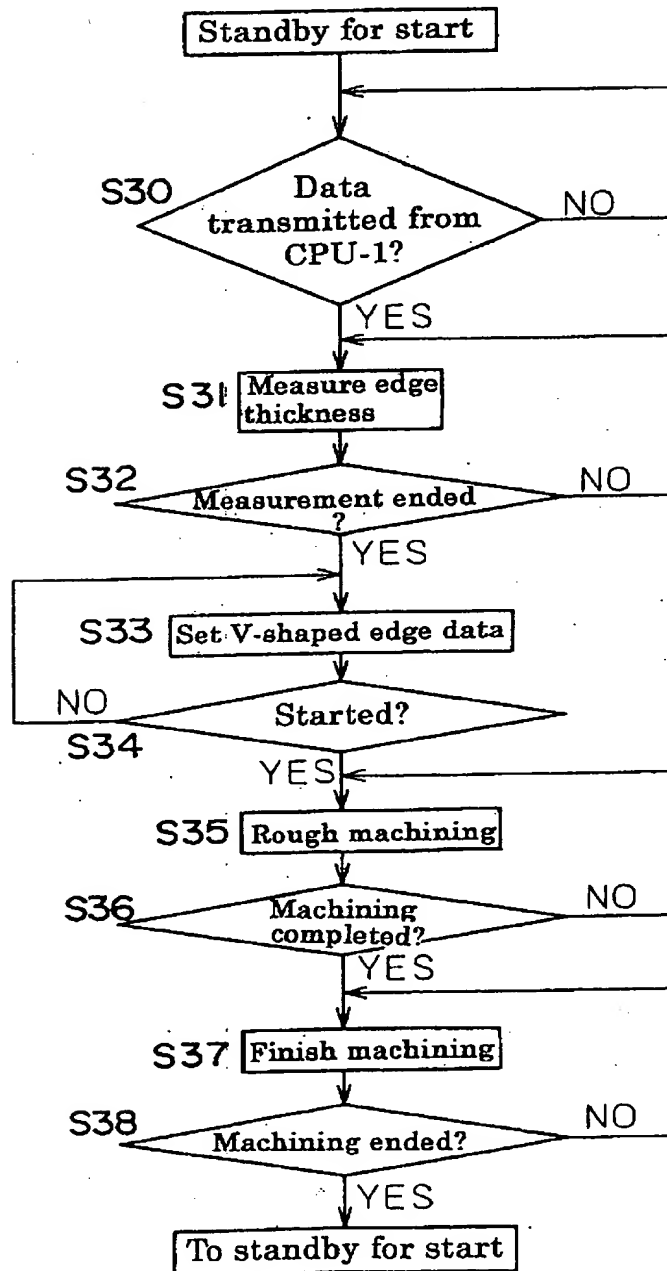 Standby for start
S30
Data
transmitted from
CPU-1?
NO
YES
S31
Measure edge
thickness
S32
Measurement ended
?
NO
YES
S33
Set V-shaped edge data
NO
Started?
S34
YES
S35
Rough machining
S36
Machining
completed?
NO
YES
S37
Finish machining
S38
Machining ended?
NO
YES
To standby for start